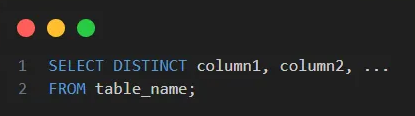 1 SELECT DISTINCT column1, column2, ...
2 FROM table_name;